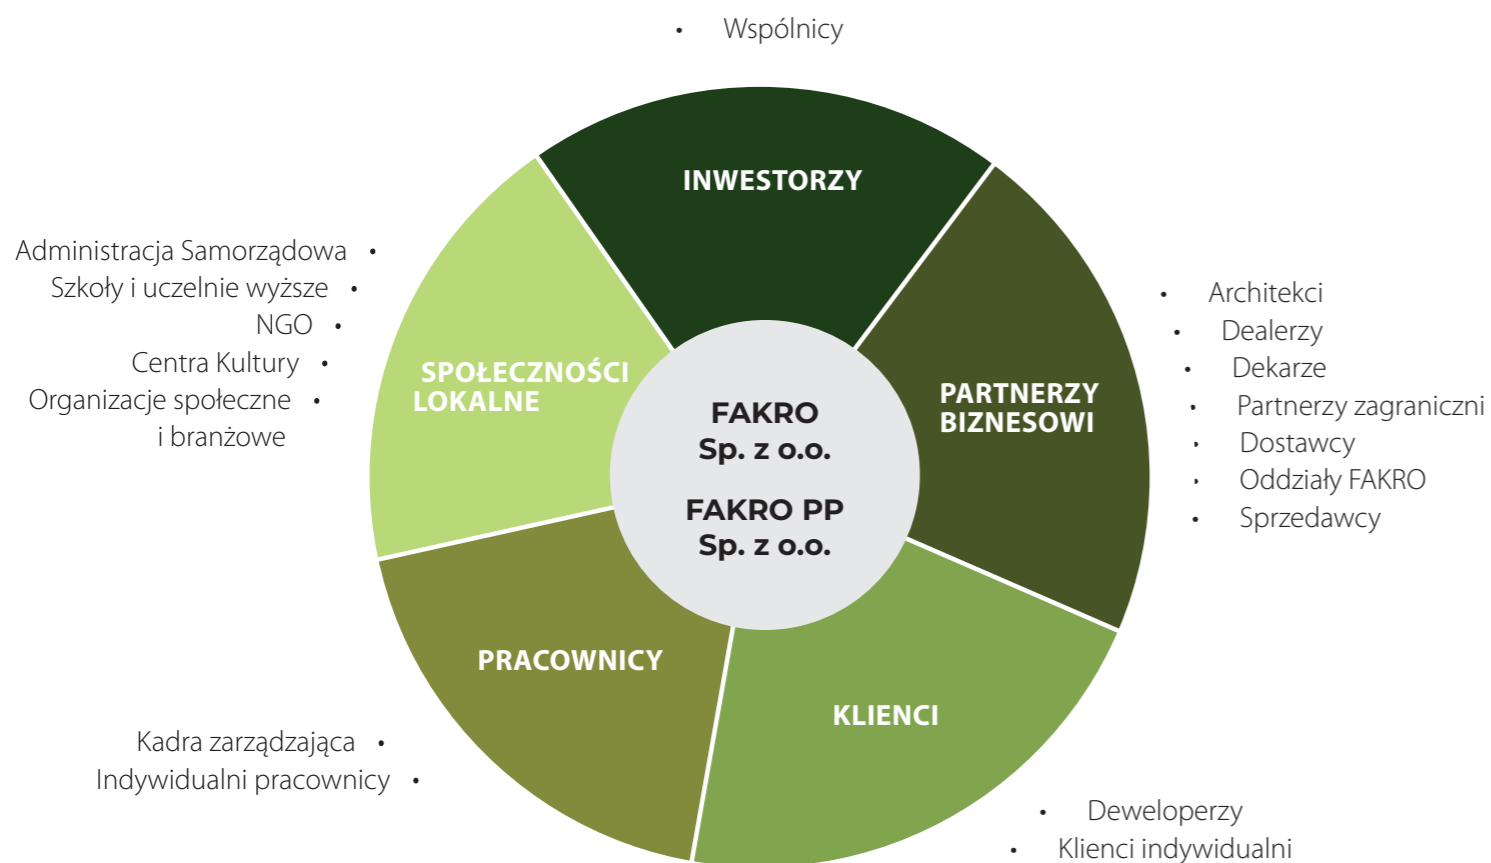 • Wspólnicy
INWESTORZY
Administracja Samorządowa •
Szkoły i uczelnie wyższe •
NGO •
Centra Kultury •
Organizacje społeczne •
i branżowe
SPOŁECZNOŚCI
LOKALNE
FAKRO
Sp. z o.o.
FAKRO PP
Sp. z o.o.
PARTNERZY
BIZNESOWI
• Architekci
• Dealerzy
• Dekarze
• Partnerzy zagraniczni
• Dostawcy
• Oddziały FAKRO
• Sprzedawcy
PRACOWNICY
Kadra zarządzająca •
Indywidualni pracownicy •
KLIENCI
• Deweloperzy
• Klienci indywidualni